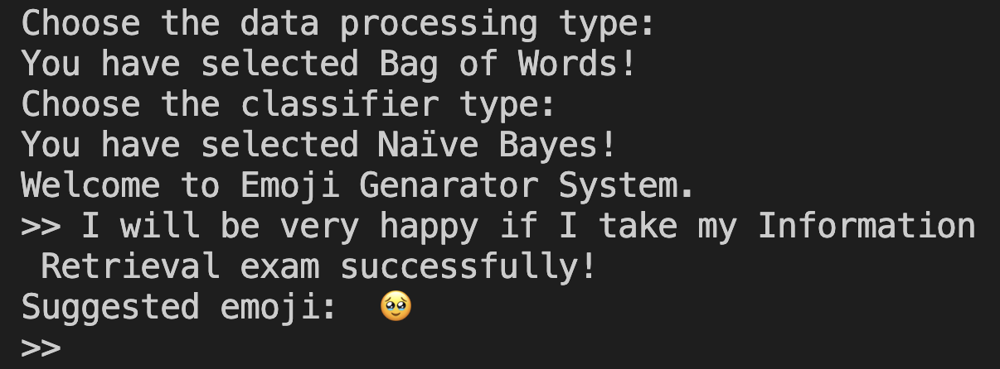 Choose the data processing type:
You have selected Bag of Words!
Choose the classifier type:
You have selected Naïve Bayes!
Welcome to Emoji Genarator System.
>> I will be very happy if I take my Information
Retrieval exam successfully!
Suggested emoji: 🥹
>>